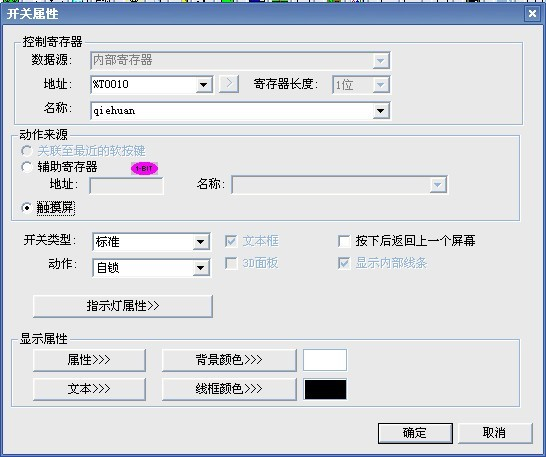 开关属性
控制寄存器
数据源: 内部寄存器
地址: %T0010 > 寄存器长度: 1位
名称: qiehuan
动作来源
关联至最近的软按键
辅助寄存器 1-BIT
地址: 名称:
触摸屏
开关类型: 标准 文本框 按下后返回上一个屏幕
动作: 自锁 3D面板 显示内部线条
指示灯属性>>
显示属性
属性>>> 背景颜色>>>
文本>>> 线框颜色>>>
确定 取消